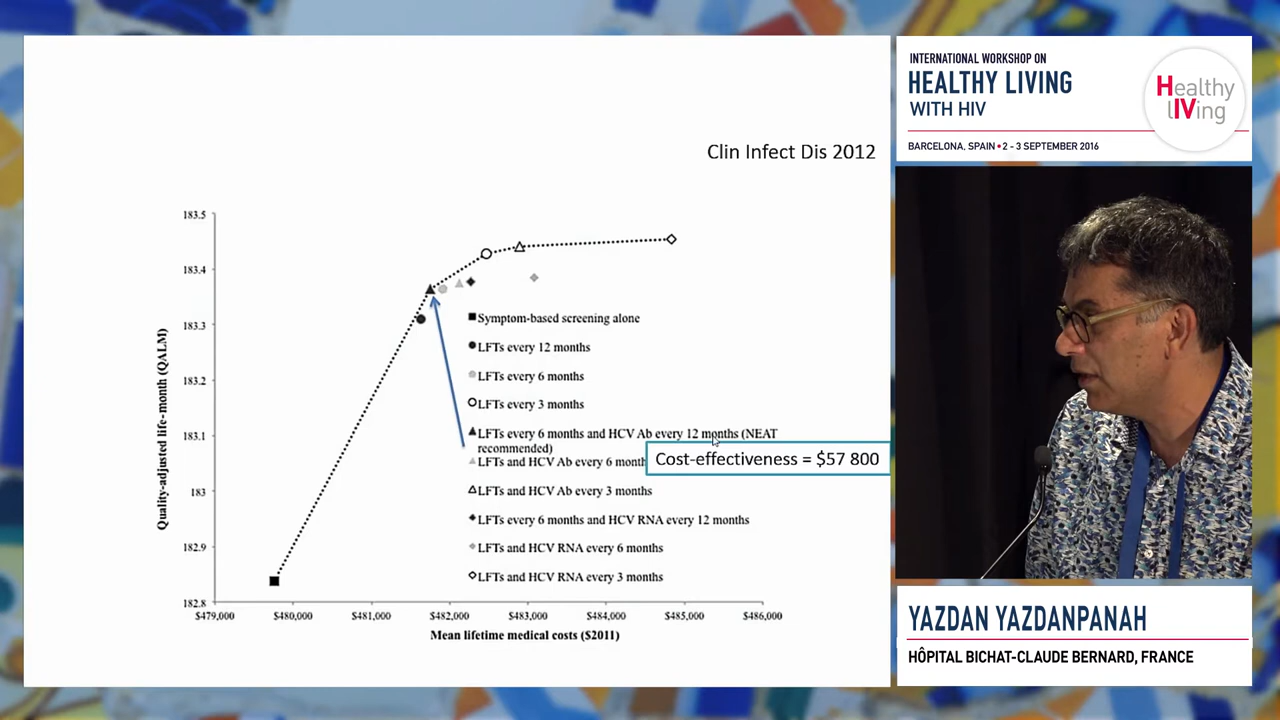 Clin Infect Dis 2012
183.5
183.4
183.3
183.2
183.1
183
182.9
182.8
Quality-adjusted life-month (QALM)
Symptom-based screening alone
LFTs every 12 months
LFTs every 6 months
LFTs every 3 months
LFTs every 6 months and HCV Ab every 12 months (NEAT
recommended)
LFTs and HCV Ab every 6 month
Cost-effectiveness = $57 800
LFTs and HCV Ab every 3 months
LFTs every 6 months and HCV RNA every 12 months
LFTs and HCV RNA every 6 months
LFTs and HCV RNA every 3 months
$479,000 $480,000 $481,000 $482,000 $483,000 $484,000 $485,000 $486,000
Mean lifetime medical costs ($2011)
INTERNATIONAL WORKSHOP ON
HEALTHY LIVING
WITH HIV
Healthy
lIVing
BARCELONA, SPAIN • 2 - 3 SEPTEMBER 2016
YAZDAN YAZDANPANAH
HÔPITAL BICHAT-CLAUDE BERNARD, FRANCE